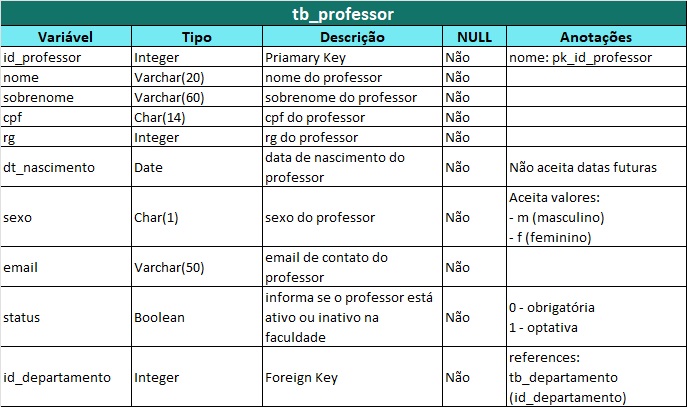 tb_professor
Variável Tipo Descrição NULL Anotações
id_professor Integer Priamary Key Não nome: pk_id_professor
nome Varchar(20) nome do professor Não
sobrenome Varchar(60) sobrenome do professor Não
cpf Char(14) cpf do professor Não
rg Integer rg do professor Não
dt_nascimento Date data de nascimento do
professor Não Não aceita datas futuras
sexo Char(1) sexo do professor Não Aceita valores:
- m (masculino)
- f (feminino)
email Varchar(50) email de contato do
professor Não
status Boolean informa se o professor está
ativo ou inativo na
faculdade Não 0 - obrigatória
1 - optativa
id_departamento Integer Foreign Key Não references:
tb_departamento
(id_departamento)